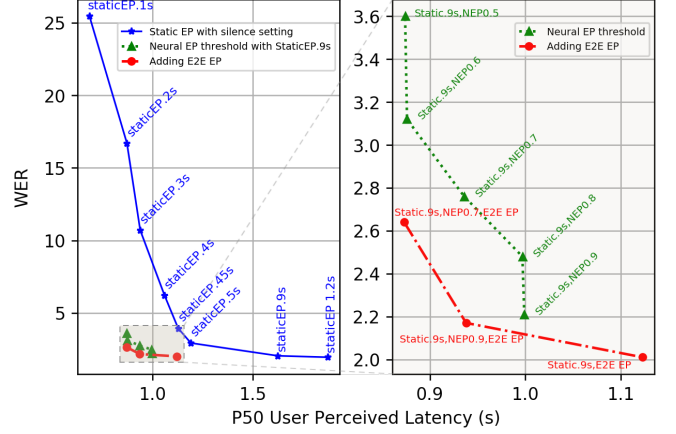 staticEP.1s
Static EP with silence setting
Neural EP threshold with StaticEP.9s
Adding E2E EP
staticEP.2s
staticEP.3s
staticEP.4s
staticEP.45s
staticEP.5s
staticEP.9s
staticEP 1.2s
25
20
15
10
5
WER
1.0
1.5
Neural EP threshold
Adding E2E EP
Static.9s,NEP0.5
Static.9s,NEP0.6
Static.9s,NEP0.7
Static.9s,NEP0.8
Static.9s,NEP0.9
Static.9s,NEP0.7,E2E EP
Static.9s,NEP0.9,E2E EP
Static.9s,E2E EP
3.6
3.4
3.2
3.0
2.8
2.6
2.4
2.2
2.0
0.9
1.0
1.1
P50 User Perceived Latency (s)